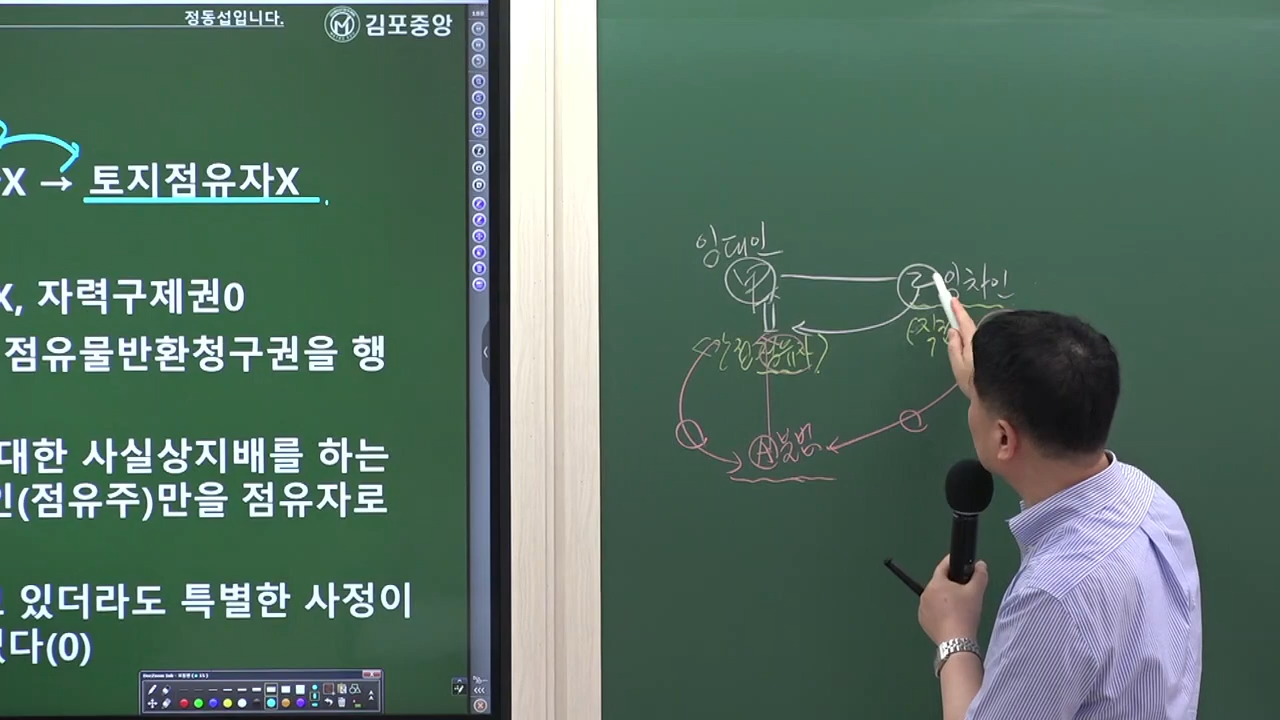 정동섭입니다.
김포중앙
X → 토지점유자X
X, 자력구제권0
점유물반환청구권을 행
대한 사실상지배를 하는
인(점유주)만을 점유자로
있더라도 특별한 사정이
다(0)
임대인
甲
임차인
(간접점유자)
(직
A 불법